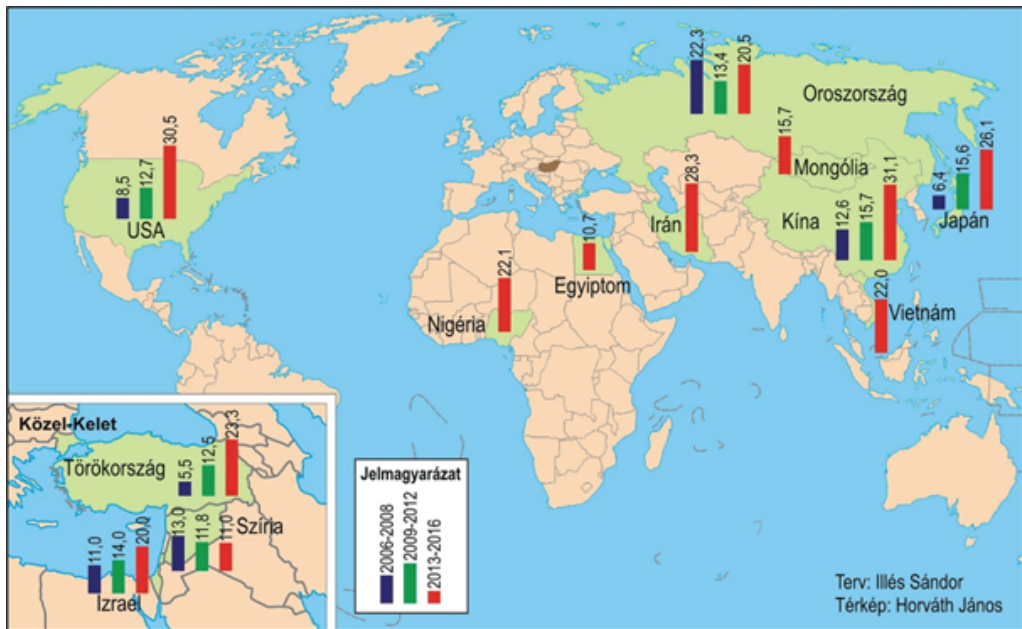 22,3
13,4
20,5
Oroszország
15,7
Mongólia
8,5
12,7
30,5
USA
28,3
Irán
12,6
15,7
31,1
Kína
6,4
15,6
26,1
Japán
10,7
Egyiptom
22,1
Nigéria
22,0
Vietnám
Közel-Kelet
Törökország
5,5
12,5
23,3
13,0
11,8
11,0
Szíria
11,0
14,0
20,0
Izrael
Jelmagyarázat
2006-2008
2009-2012
2013-2016
Terv: Illés Sándor
Térkép: Horváth János